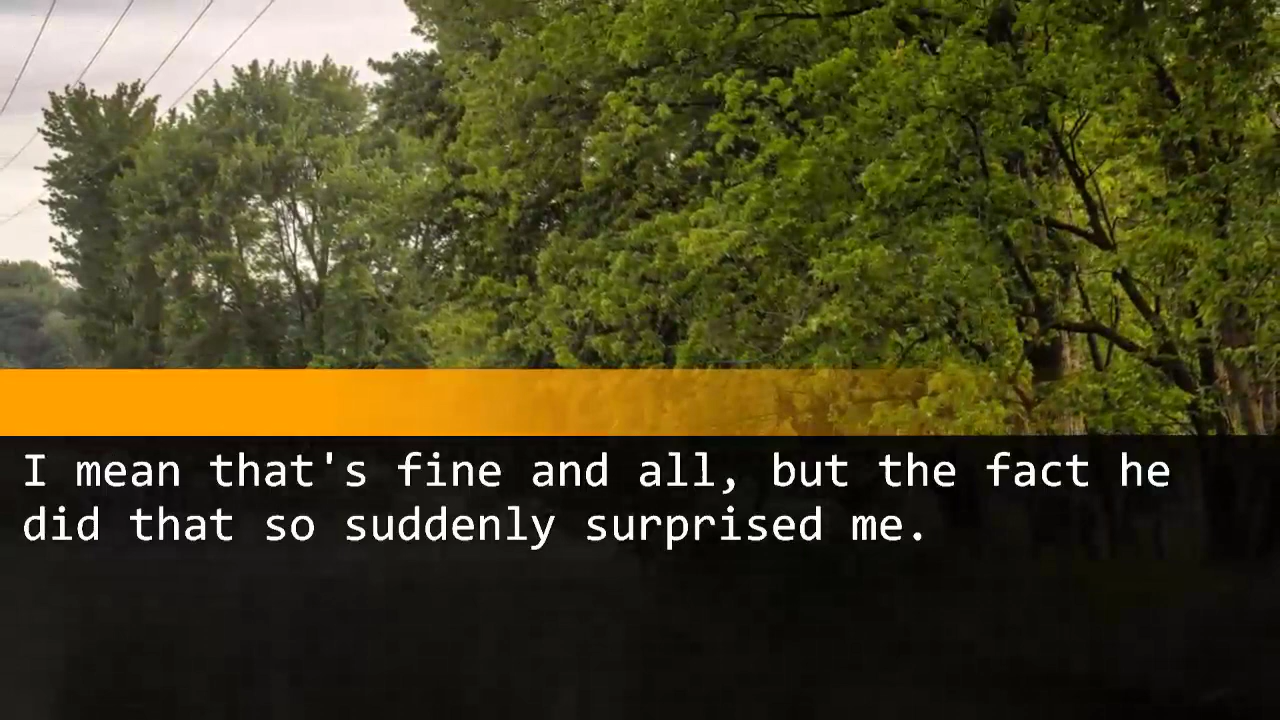 I mean that's fine and all, but the fact he
did that so suddenly surprised me.